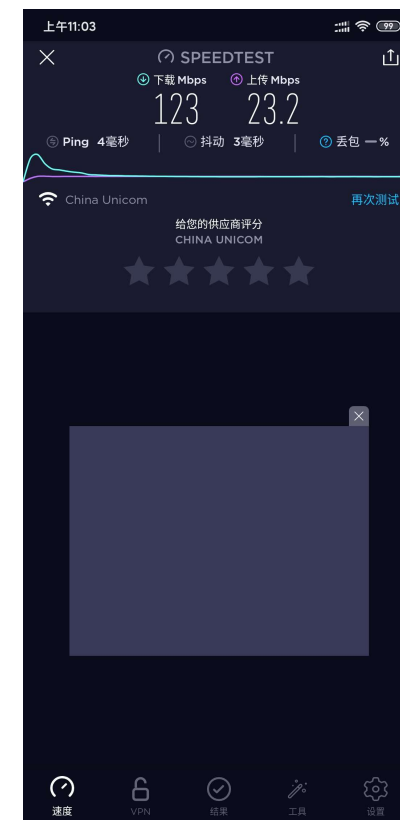 上午11:03
99
SPEEDTEST
下载 Mbps 上传 Mbps
123 23.2
Ping 4毫秒 抖动 3毫秒 丢包 — %
China Unicom 再次测试
给您的供应商评分
CHINA UNICOM
速度 VPN 结果 工具 设置